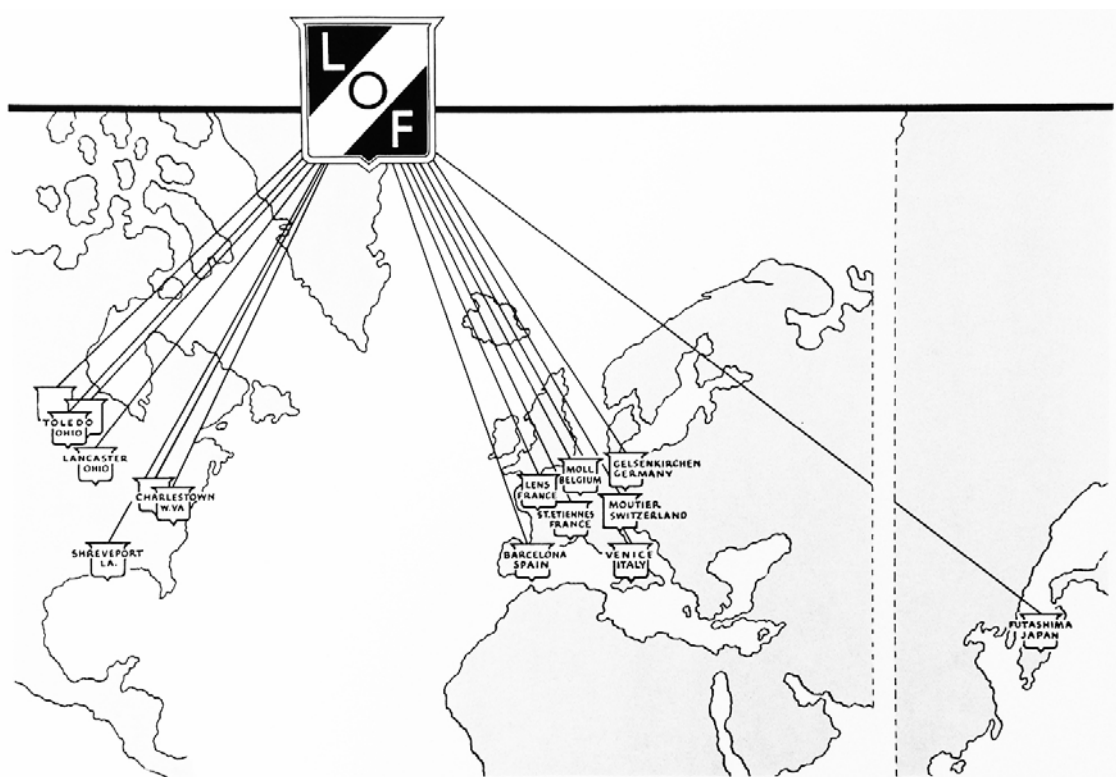 L
O
F
TOLEDO
OHIO
LANCASTER
OHIO
CHARLESTOWN
W.VA
SHREVEPORT
LA.
LENS
FRANCE
MOLL
BELGIUM
GELSENKIRCHEN
GERMANY
ST.ETIENNES
FRANCE
MOUTIER
SWITZERLAND
BARCELONA
SPAIN
VENICE
ITALY
FUTASHIMA
JAPAN